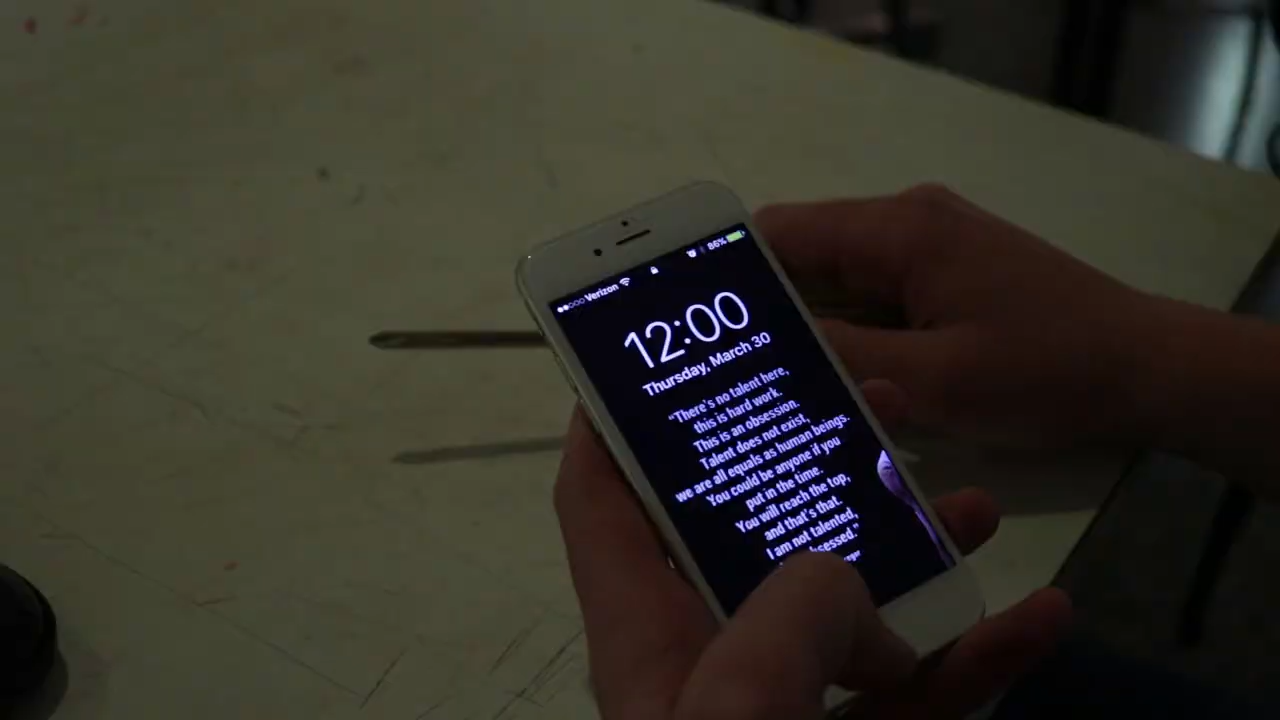 Verizon 86%
12:00
Thursday, March 30
"There's no talent here,
this is hard work.
This is an obsession.
Talent does not exist,
we are all equals as human beings.
You could be anyone if you
put in the time.
You will reach the top,
and that's that.
I am not talented,